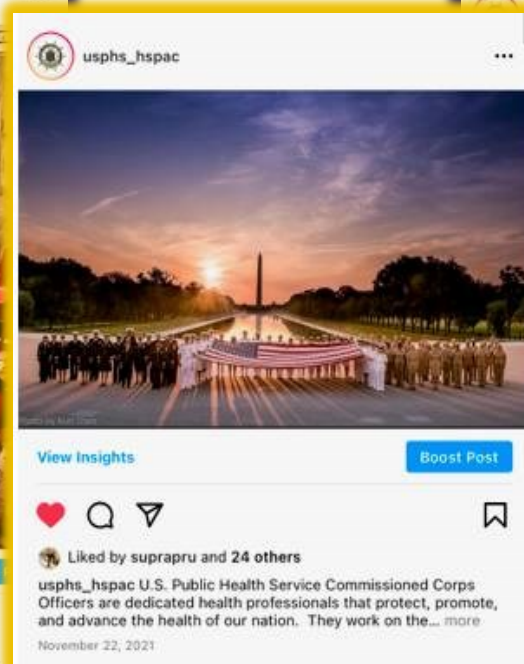 usphs_hspac
View Insights
Boost Post
Liked by suprapru and 24 others
usphs_hspac U.S. Public Health Service Commissioned Corps
Officers are dedicated health professionals that protect, promote,
and advance the health of our nation. They work on the... more
November 22, 2021